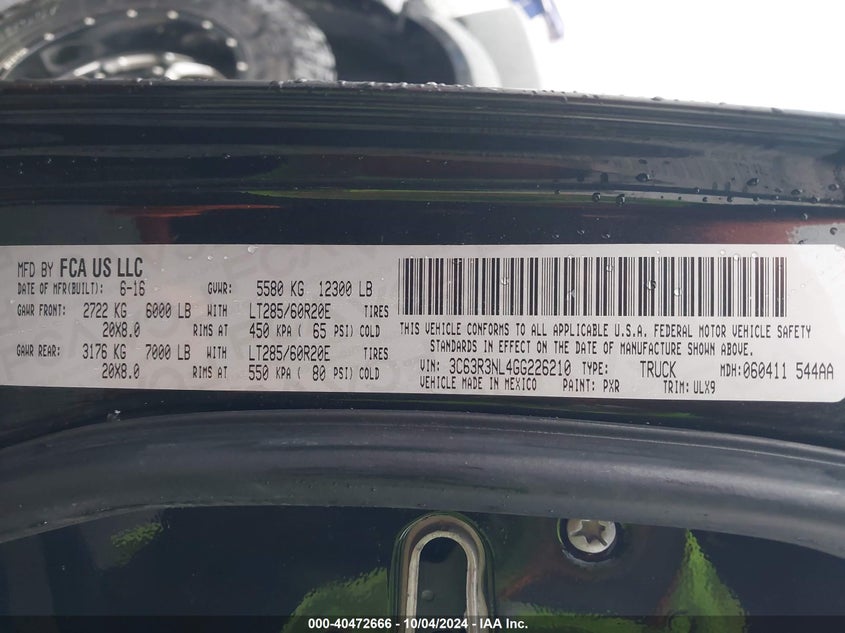 MFD BY FCA US LLC
DATE OF MFR(BUILT): 6-16 GVWR: 5580 KG 12300 LB
GAWR FRONT: 2722 KG 6000 LB WITH LT285/60R20E TIRES
20X8.0 RIMS AT 450 KPA ( 65 PSI) COLD
GAWR REAR: 3176 KG 7000 LB WITH LT285/60R20E TIRES
20X8.0 RIMS AT 550 KPA ( 80 PSI) COLD
THIS VEHICLE CONFORMS TO ALL APPLICABLE U.S.A. FEDERAL MOTOR VEHICLE SAFETY
STANDARDS IN EFFECT ON THE DATE OF MANUFACTURE SHOWN ABOVE.
VIN: 3C63R3NL4GG226210 TYPE: TRUCK MDH:060411 544AA
VEHICLE MADE IN MEXICO PAINT: PXR TRIM: ULX9
000-40472666 - 10/04/2024 - IAA Inc.